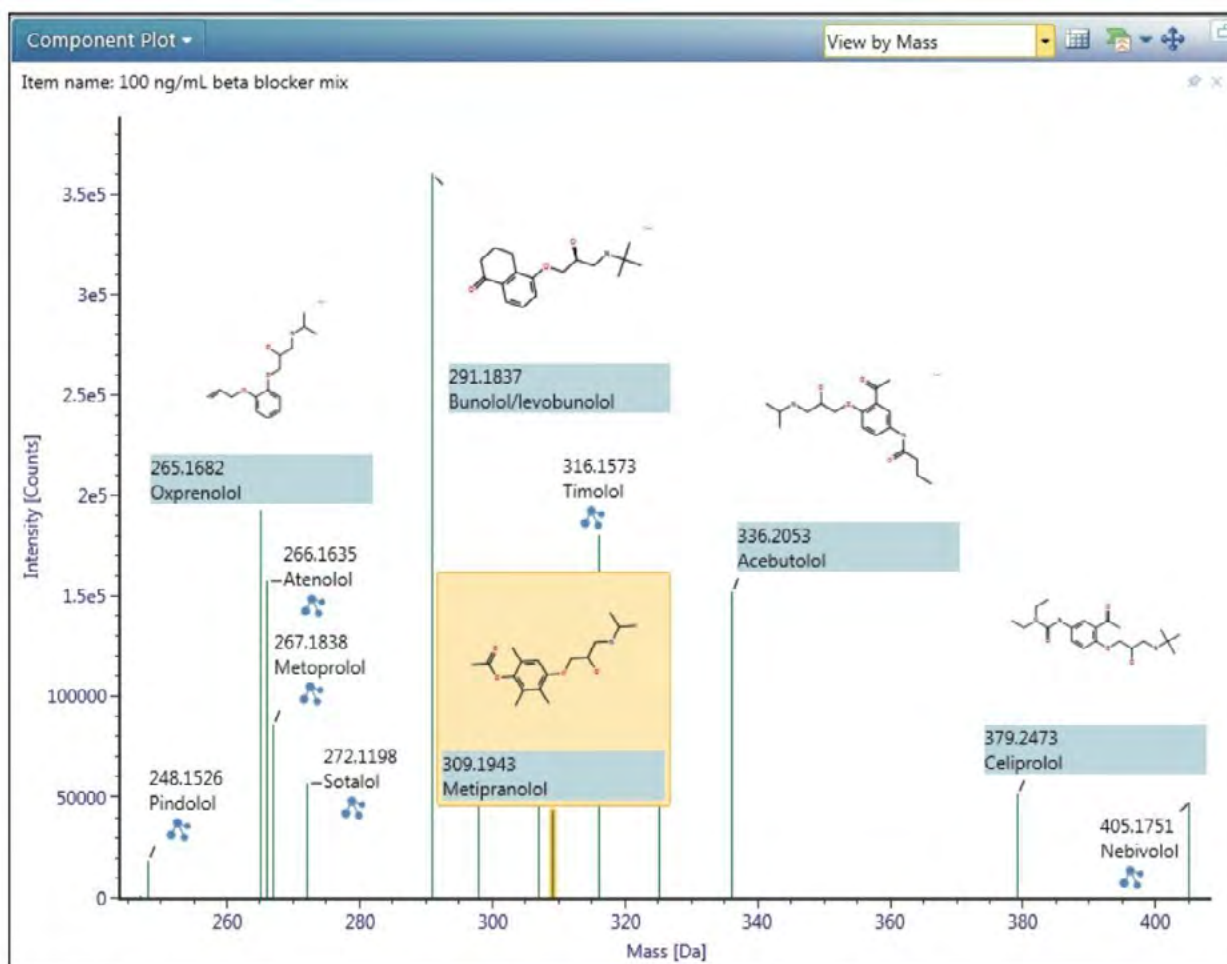 Component Plot
View by Mass
Item name: 100 ng/mL beta blocker mix
Intensity [Counts]
3.5e5
3e5
2.5e5
2e5
1.5e5
100000
50000
0
265.1682
Oxprenolol
266.1635
Atenolol
267.1838
Metoprolol
272.1198
Sotalol
248.1526
Pindolol
291.1837
Bunolol/levobunolol
316.1573
Timolol
309.1943
Metipranolol
336.2053
Acebutolol
379.2473
Celiprolol
405.1751
Nebivolol
260
280
300
320
340
360
380
400
Mass [Da]